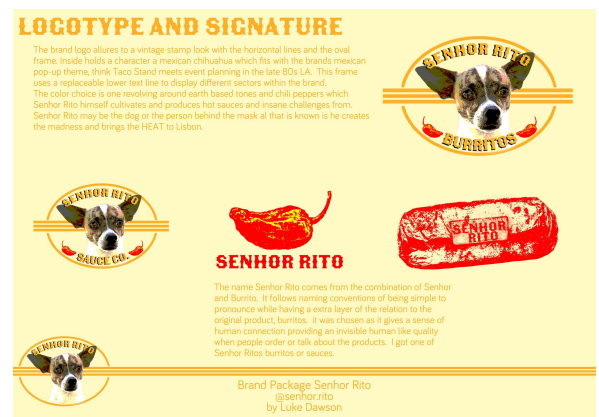 LOGOTYPE AND SIGNATURE
The brand logo allures to a vintage stamp look with the horizontal lines and the oval
frame. Inside holds a character a mexican chihuahua which fits with the brands mexican
pop-up theme, think Taco Stand meets event planning in the late 80s LA. This frame
uses a replaceable lower text line to display different sectors within the brand.
The color choice is one revolving around earth based tones and chili peppers which
Senhor Rito himself cultivates and produces hot sauces and insane challenges from.
Senhor Rito may be the dog or the person behind the mask al that is known is he creates
the madness and brings the HEAT to Lisbon.
SENHOR RITO
BURRITOS
SENHOR RITO
SAUCE CO.
SENHOR RITO
SENHOR
RITO
The name Senhor Rito comes from the combination of Senhor
and Burrito. It follows naming conventions of being simple to
pronounce while having a extra layer of the relation to the
original product, burritos. it was chosen as it gives a sense of
human connection providing an invisible human like quality
when people order or talk about the products. I got one of
Senhor Ritos burritos or sauces.
SENHOR RITO
Brand Package Senhor Rito
@senhor.rito
by Luke Dawson